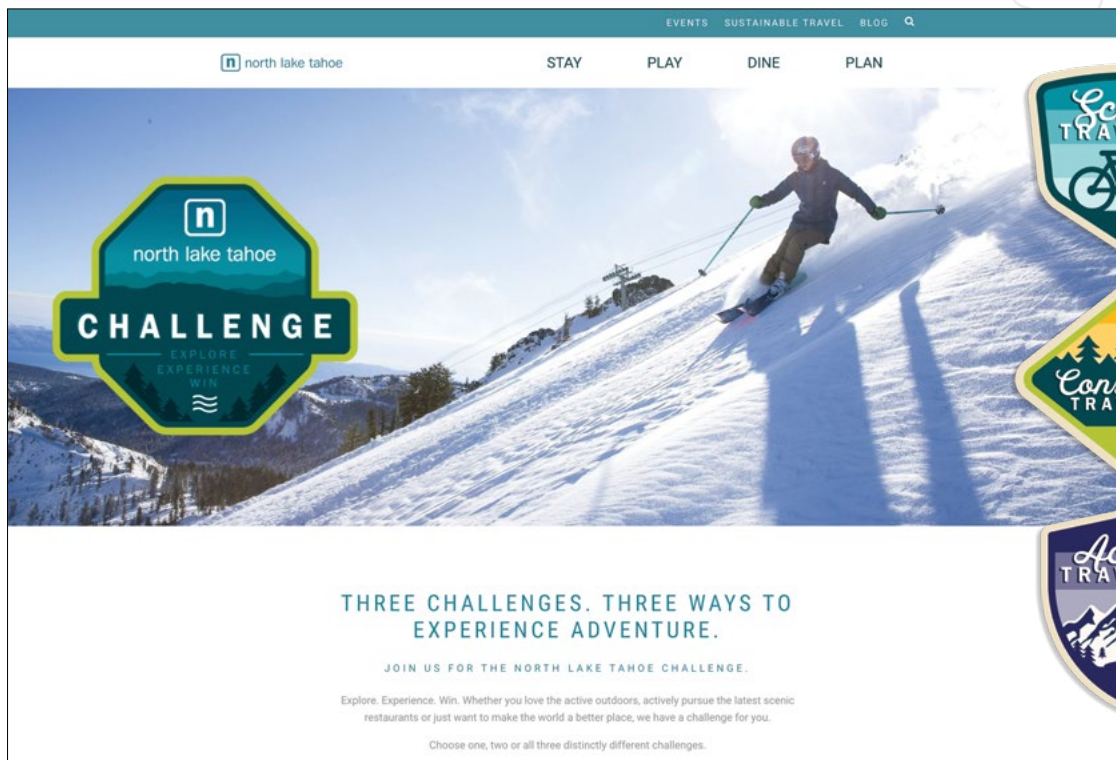 EVENTS SUSTAINABLE TRAVEL BLOG
n north lake tahoe
STAY PLAY DINE PLAN
n
north lake tahoe
CHALLENGE
EXPLORE
EXPERIENCE
WIN
THREE CHALLENGES. THREE WAYS TO
EXPERIENCE ADVENTURE.
JOIN US FOR THE NORTH LAKE TAHOE CHALLENGE.
Explore. Experience. Win. Whether you love the active outdoors, actively pursue the latest scenic
restaurants or just want to make the world a better place, we have a challenge for you.
Choose one, two or all three distinctly different challenges.